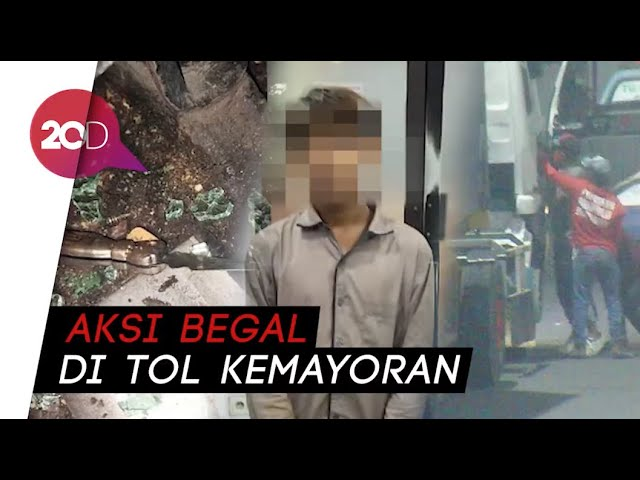 20D
AKSI BEGAL
DI TOL KEMAYORAN